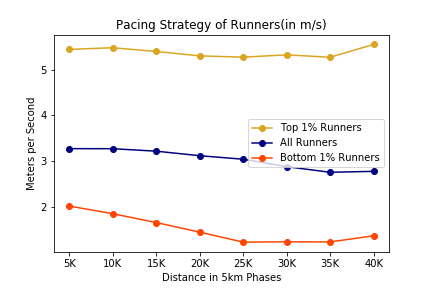 Pacing Strategy of Runners(in m/s)
Meters per Second
5
4
3
2
Top 1% Runners
All Runners
Bottom 1% Runners
5K 10K 15K 20K 25K 30K 35K 40K
Distance in 5km Phases